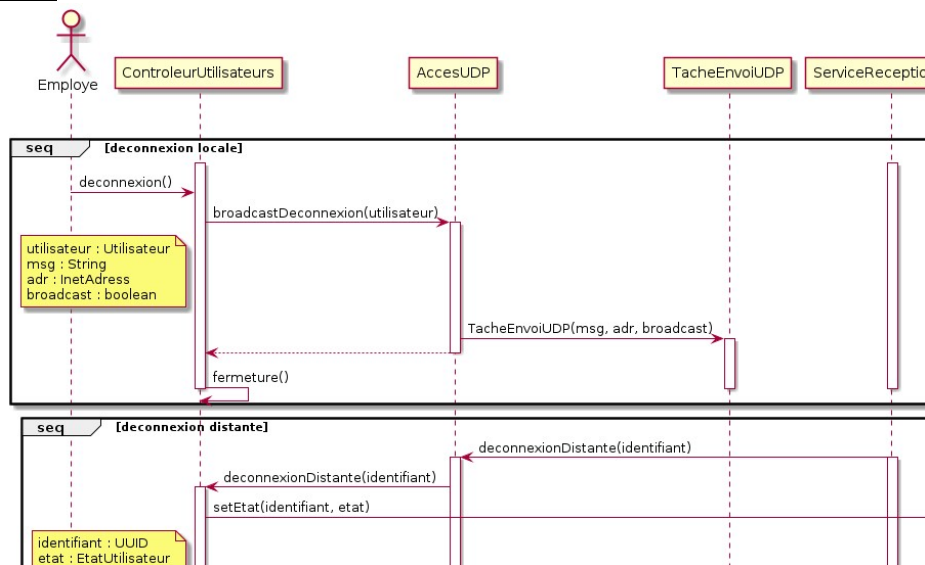 Employe
ControleurUtilisateurs
AccesUDP
TacheEnvoiUDP
ServiceReceptio
seq [deconnexion locale]
deconnexion()
broadcastDeconnexion(utilisateur)
utilisateur : Utilisateur
msg : String
adr : InetAdress
broadcast : boolean
TacheEnvoiUDP(msg, adr, broadcast)
fermeture()
seq [deconnexion distante]
deconnexionDistante(identifiant)
deconnexionDistante(identifiant)
setEtat(identifiant, etat)
identifiant : UUID
etat : EtatUtilisateur